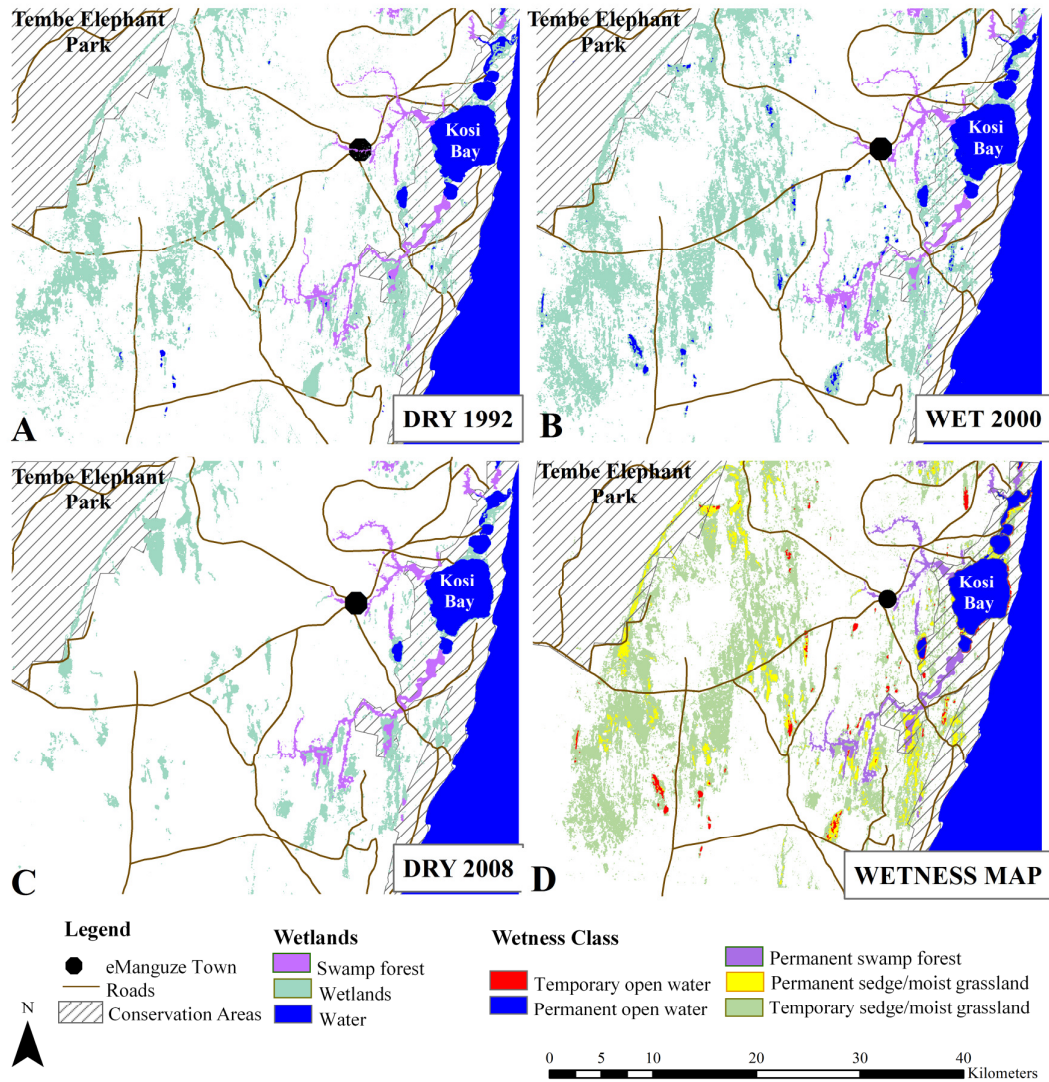 Tembe Elephant
Park
Kosi
Bay
A
DRY 1992
Tembe Elephant
Park
Kosi
Bay
B
WET 2000
Tembe Elephant
Park
Kosi
Bay
C
DRY 2008
Tembe Elephant
Park
Kosi
Bay
D
WETNESS MAP
Legend
eManguze Town
Roads
Conservation Areas
Wetlands
Swamp forest
Wetlands
Water
Wetness Class
Temporary open water
Permanent open water
Permanent swamp forest
Permanent sedge/moist grassland
Temporary sedge/moist grassland
N
0 5 10 20 30 40
Kilometers